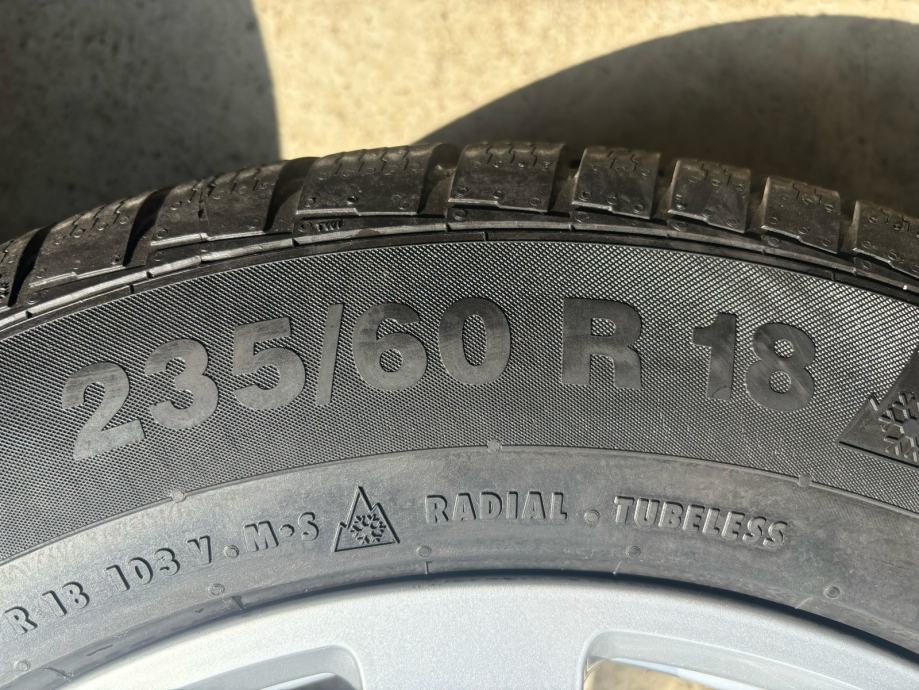 235/60 R 18
R 18 103 V . M•S RADIAL . TUBELESS